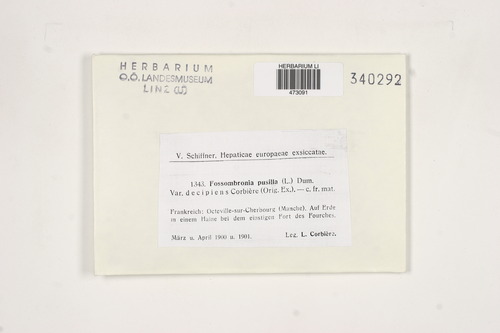 HERBARIUM
O.Ö. LANDESMUSEUM
LINZ (LI)
HERBARIUM LI
473091
340292
V. Schiffner. Hepaticae europaeae exsiccatae.
1343. Fossombronia pusilla (L.) Dum.
Var. decipiens Corbière (Orig. Ex.). — c. fr. mat.
Frankreich: Octeville-sur-Cherbourg (Manche). Auf Erde
in einem Haine bei dem einstigen Fort des Fourches.
März u. April 1900 u. 1901. Leg. L. Corbière.